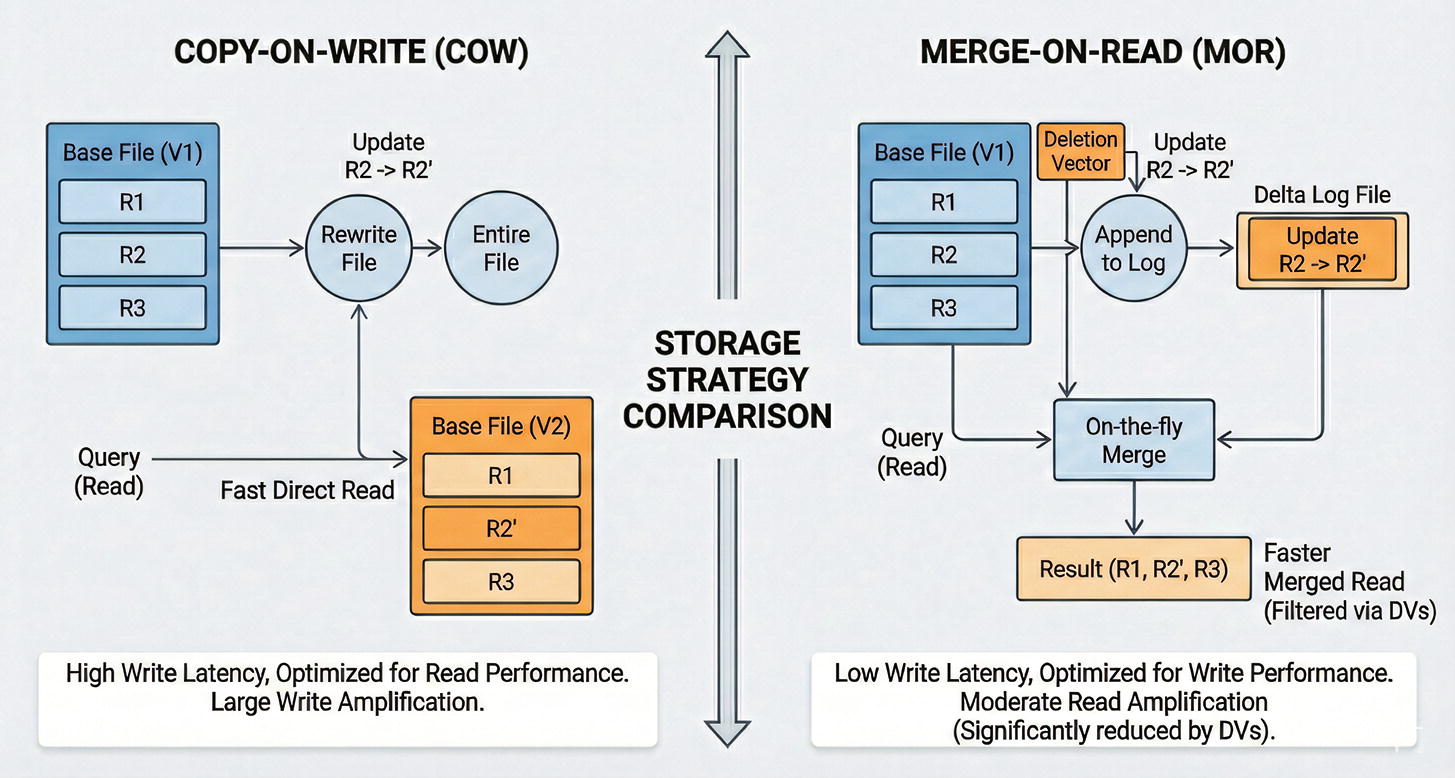 COPY-ON-WRITE (COW)
Base File (V1)
R1
R2
R3
Update
R2 -> R2'
Rewrite
File
Entire
File
Query
(Read)
Fast Direct Read
Base File (V2)
R1
R2'
R3
High Write Latency, Optimized for Read Performance.
Large Write Amplification.
STORAGE
STRATEGY
COMPARISON
MERGE-ON-READ (MOR)
Base File (V1)
R1
R2
R3
Deletion
Vector
Update
R2 -> R2'
Append
to Log
Delta Log File
Update
R2 -> R2'
Query
(Read)
On-the-fly
Merge
Result (R1, R2', R3)
Faster
Merged Read
(Filtered via DVs)
Low Write Latency, Optimized for Write Performance.
Moderate Read Amplification
(Significantly reduced by DVs).